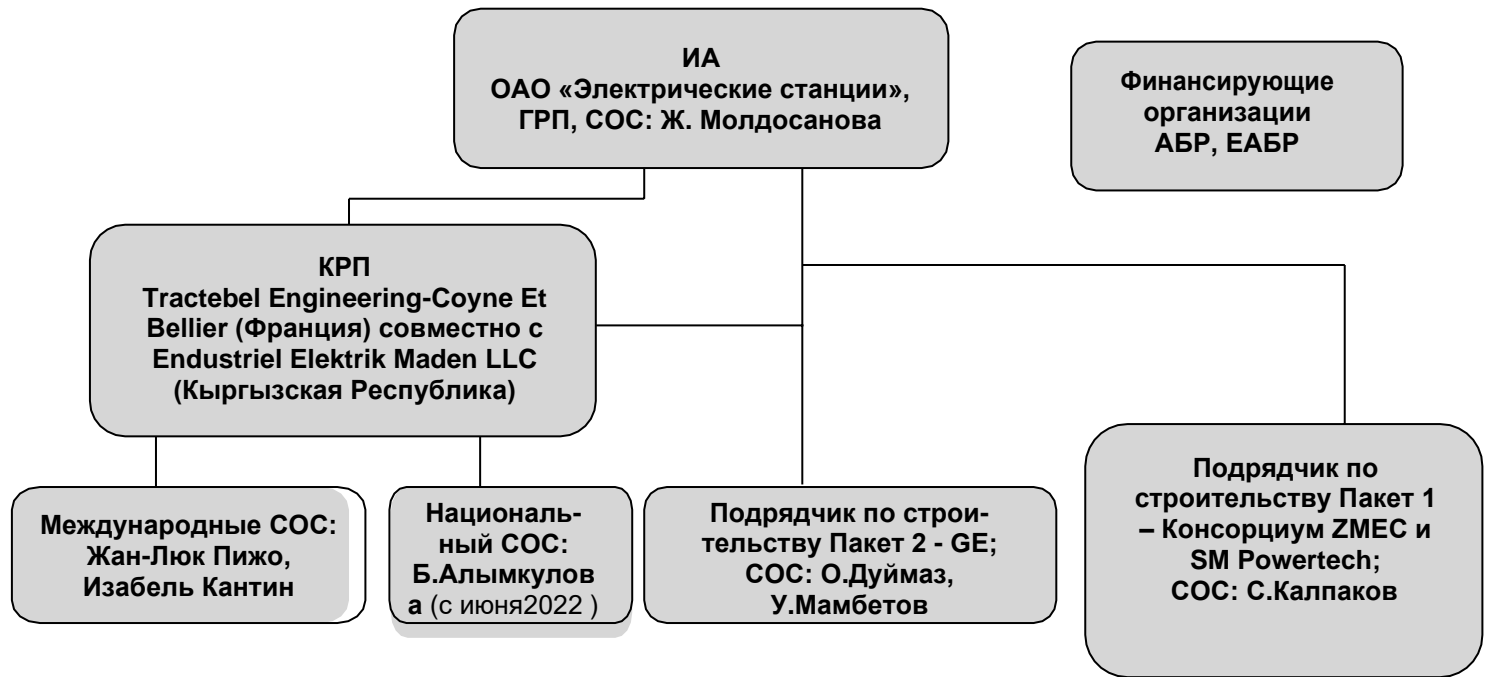 ИА
ОАО «Электрические станции»,
ГРП, СОС: Ж. Молдосанова
Финансирующие
организации
АБР, ЕАБР
КРП
Tractebel Engineering-Coyne Et
Bellier (Франция) совместно с
Endustriel Elektrik Maden LLC
(Кыргызская Республика)
Международные СОС:
Жан-Люк Пижо,
Изабель Кантин
Националь-
ный СОС:
Б.Алымкулов
а (с июня2022 )
Подрядчик по строи-
тельству Пакет 2 - GE;
СОС: О.Дуймаз,
У.Мамбетов
Подрядчик по
строительству Пакет 1
– Консорциум ZMEC и
SM Powertech;
СОС: С.Калпаков